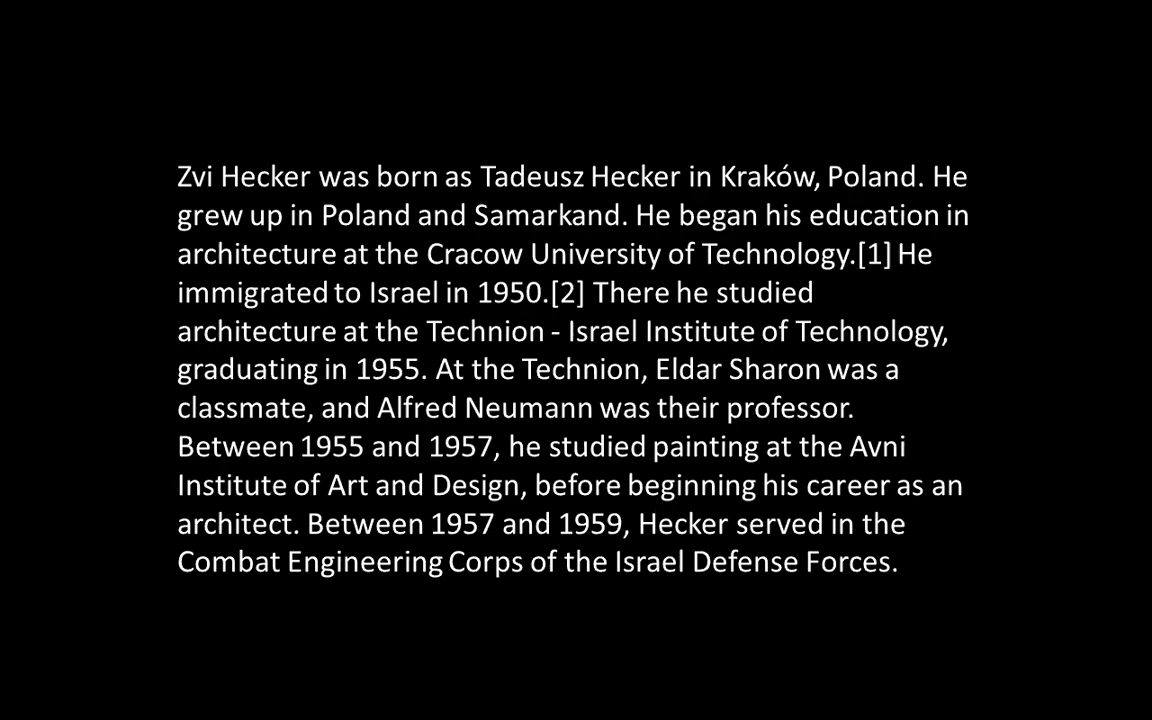 Zvi Hecker was born as Tadeusz Hecker in Kraków, Poland. He
grew up in Poland and Samarkand. He began his education in
architecture at the Cracow University of Technology.[1] He
immigrated to Israel in 1950.[2] There he studied
architecture at the Technion - Israel Institute of Technology,
graduating in 1955. At the Technion, Eldar Sharon was a
classmate, and Alfred Neumann was their professor.
Between 1955 and 1957, he studied painting at the Avni
Institute of Art and Design, before beginning his career as an
architect. Between 1957 and 1959, Hecker served in the
Combat Engineering Corps of the Israel Defense Forces.